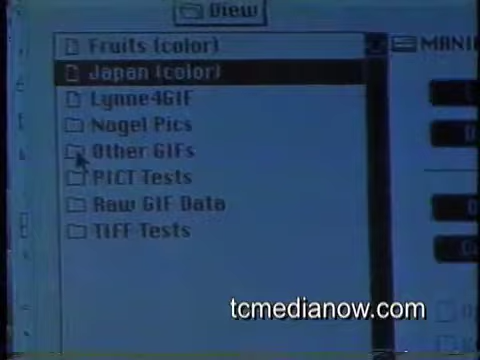 View
Fruits (color)
MANI
Japan (color)
Lynne4GIF
Nagel Pics
Other GIFs
PICT Tests
Raw GIF Data
TIFF Tests
tcmedianow.com